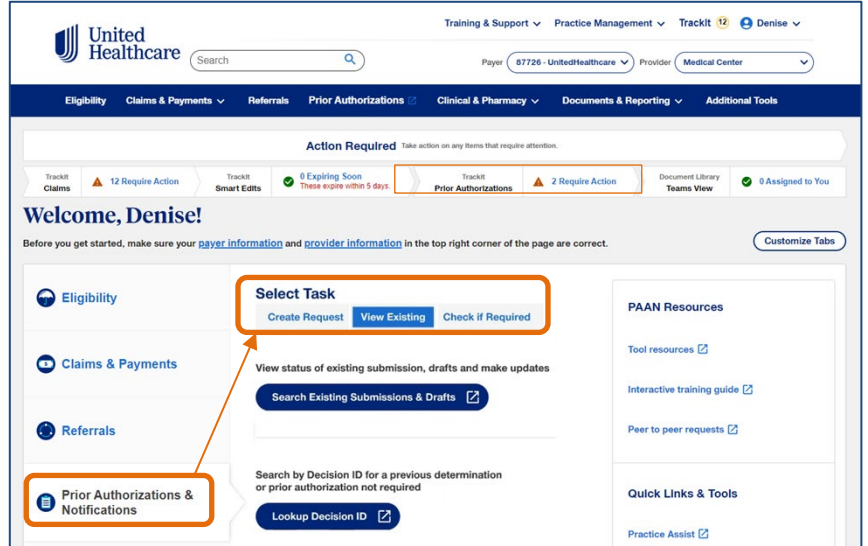 Training & Support Practice Management TrackIt 12 Denise
United
Healthcare
Search
Payer 87726 - UnitedHealthcare Provider Medical Center
Eligibility Claims & Payments Referrals Prior Authorizations Clinical & Pharmacy Documents & Reporting Additional Tools
Action Required Take action on any items that require attention.
TrackIt
Claims
12 Require Action
TrackIt
Smart Edits
0 Expiring Soon
These expire within 5 days.
TrackIt
Prior Authorizations
2 Require Action
Document Library
Teams View
0 Assigned to You
Welcome, Denise!
Before you get started, make sure your payer information and provider information in the top right corner of the page are correct.
Customize Tabs
Eligibility
Claims & Payments
Referrals
Prior Authorizations &
Notifications
Select Task
Create Request View Existing Check if Required
View status of existing submission, drafts and make updates
Search Existing Submissions & Drafts
Search by Decision ID for a previous determination
or prior authorization not required
Lookup Decision ID
PAAN Resources
Tool resources
Interactive training guide
Peer to peer requests
Quick Links & Tools
Practice Assist